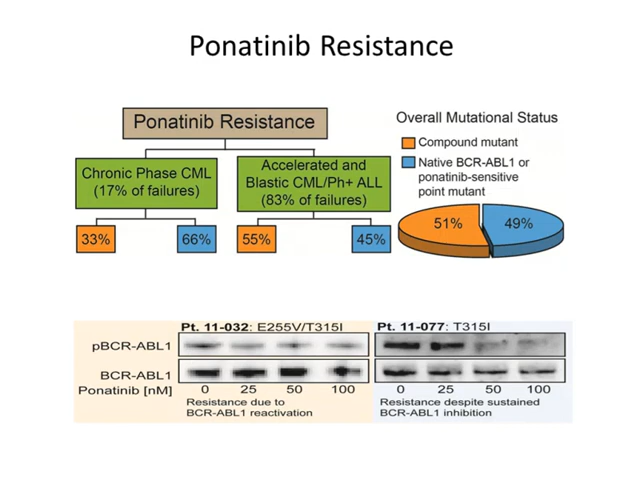 Ponatinib Resistance
Ponatinib Resistance
Overall Mutational Status
Compound mutant
Native BCR-ABL1 or
ponatinib-sensitive
point mutant
Chronic Phase CML
(17% of failures)
Accelerated and
Blastic CML/Ph+ ALL
(83% of failures)
33%
66%
55%
45%
51%
49%
Pt. 11-032: E255V/T315I
Pt. 11-077: T315I
pBCR-ABL1
BCR-ABL1
Ponatinib [nM] 0 25 50 100 0 25 50 100
Resistance due to
BCR-ABL1 reactivation
Resistance despite sustained
BCR-ABL1 inhibition